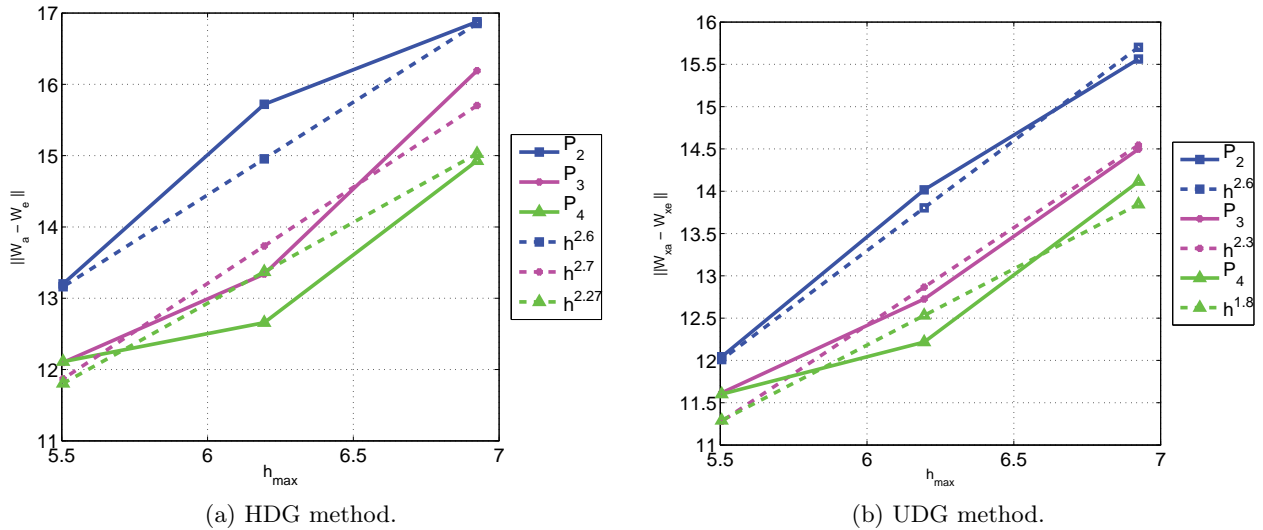 17
16
15
14
13
12
11
5.5
6
6.5
7
||W_a − W_e ||
h_max
P_2
P_3
P_4
h^2.6
h^2.7
h^2.27
(a) HDG method.
16
15.5
15
14.5
14
13.5
13
12.5
12
11.5
11
5.5
6
6.5
7
||W_xa − W_xe ||
h_max
P_2
h^2.6
P_3
h^2.3
P_4
h^1.8
(b) UDG method.